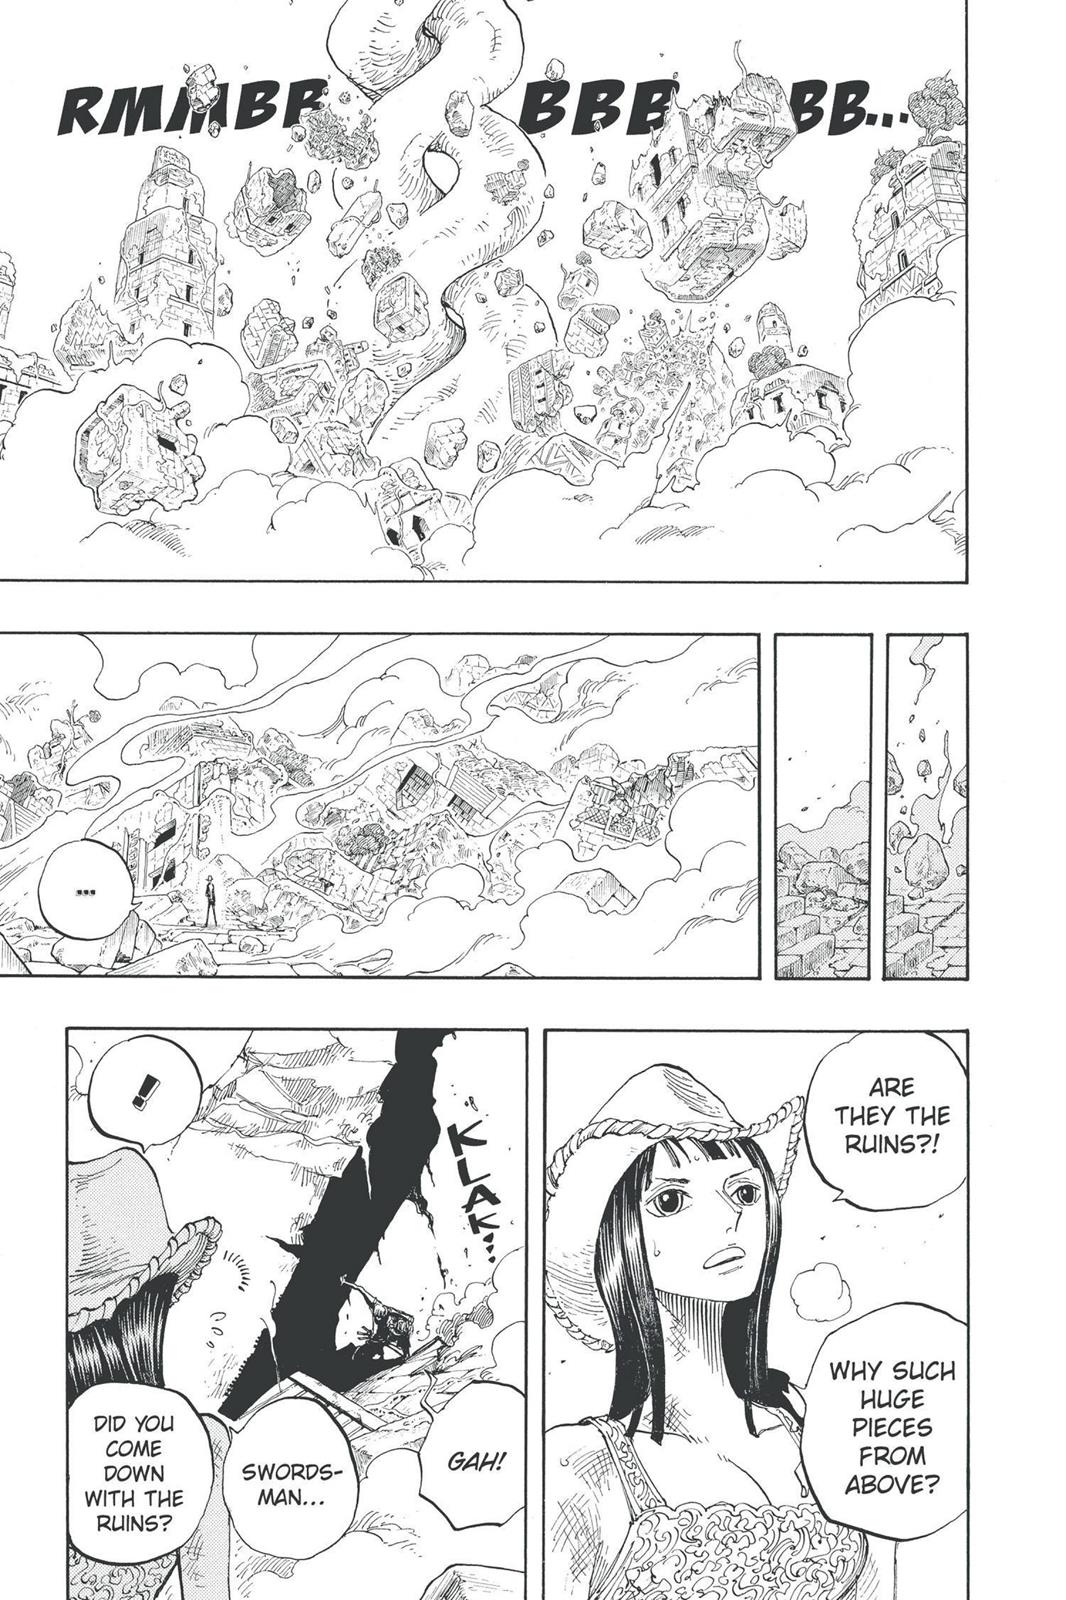 RMMBB BBB BB...
......
ARE
THEY THE
RUINS?!
WHY SUCH
HUGE
PIECES
FROM
ABOVE?
KLAK...
!
GAH!
SWORDS-
MAN...
DID YOU
COME
DOWN
WITH THE
RUINS?